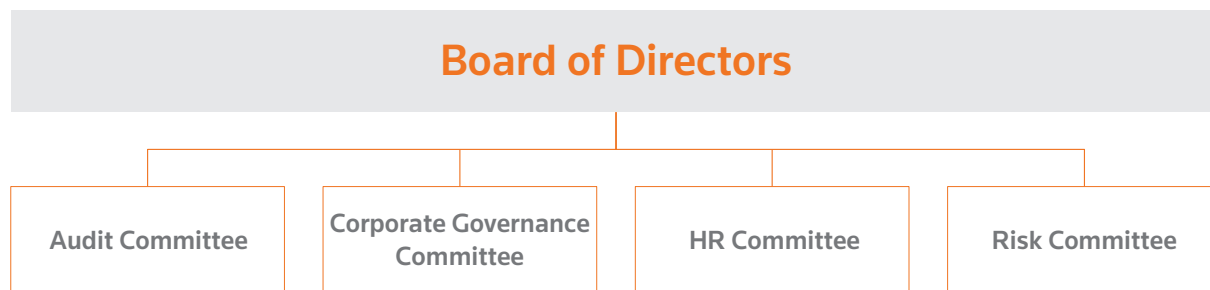 Board of Directors
Audit Committee
Corporate Governance
Committee
HR Committee
Risk Committee